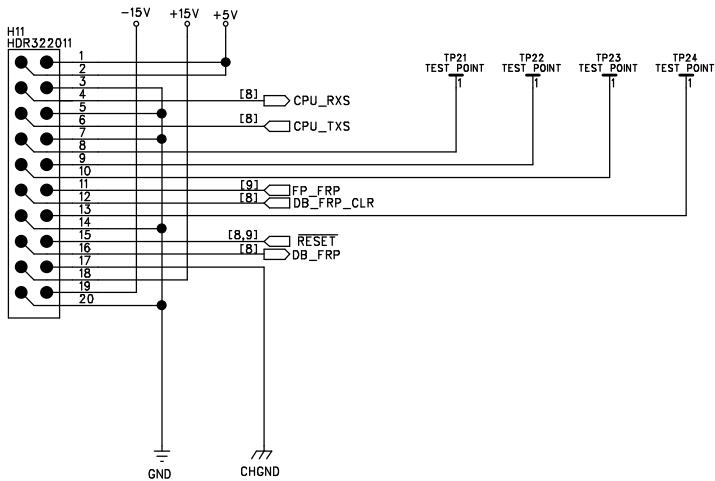 -15V +15V +5V
H11
HDR322011
TP21 TP22 TP23 TP24
TEST POINT TEST POINT TEST POINT TEST POINT
1 1 1 1
1
2
3
4 [8] CPU_RXS
5
6 [8] CPU_TXS
7
8
9
10
11 [9] FP_FRP
12 [8] DB_FRP_CLR
13
14
15 [8,9] RESET
16 [8] DB_FRP
17
18
19
20
GND CHGND